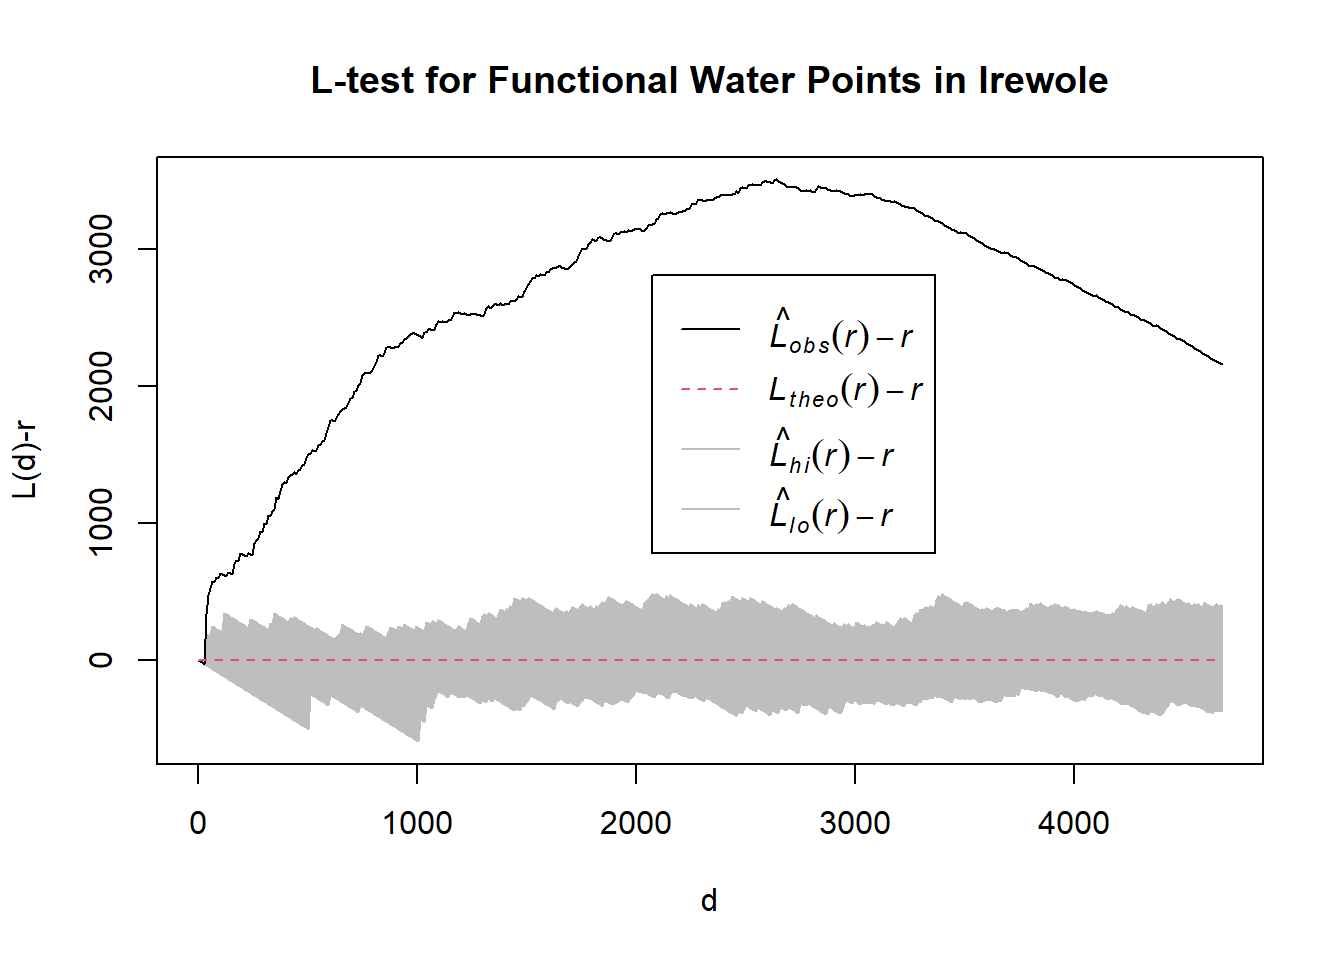 L-test for Functional Water Points in Irewole
L(d)-r
3000
2000
1000
0
L̂obs(r) – r
Ltheo(r) – r
L̂hi(r) – r
L̂lo(r) – r
0 1000 2000 3000 4000
d